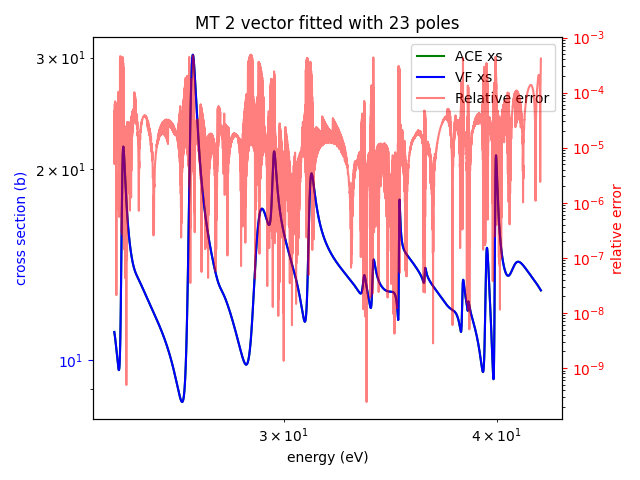 MT 2 vector fitted with 23 poles
ACE xs
VF xs
Relative error
3 × 10¹
2 × 10¹
10¹
cross section (b)
10⁻³
10⁻⁴
10⁻⁵
10⁻⁶
10⁻⁷
10⁻⁸
10⁻⁹
relative error
3 × 10¹
4 × 10¹
energy (eV)